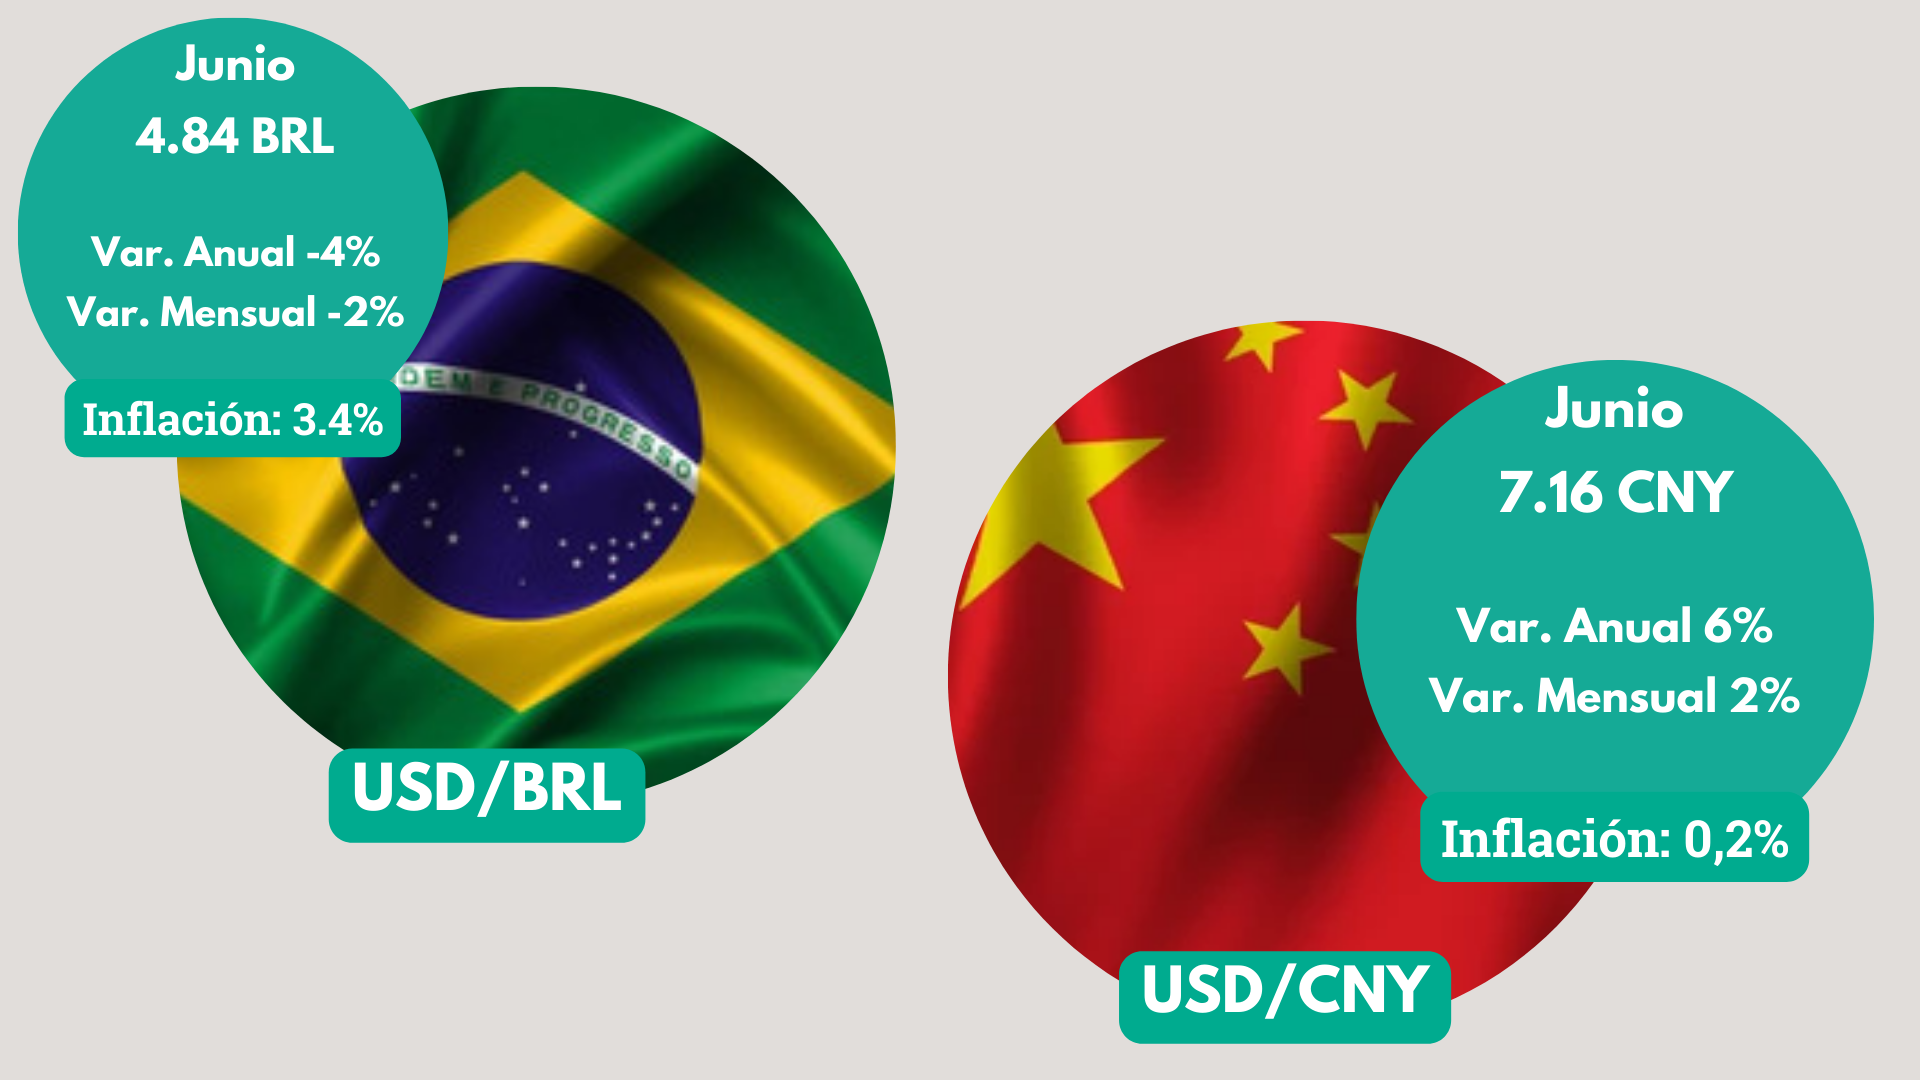 Junio
4.84 BRL
Var. Anual -4%
Var. Mensual -2%
Inflación: 3.4%
DEM E PROGRESSO
USD/BRL
Junio
7.16 CNY
Var. Anual 6%
Var. Mensual 2%
Inflación: 0,2%
USD/CNY